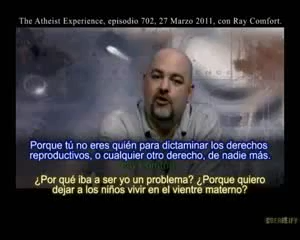 The Atheist Experience, episodio 702, 27 Marzo 2011, con Ray Comfort.
Porque tú no eres quién para dictaminar los derechos
reproductivos, o cualquier otro derecho, de nadie más.
¿Por qué iba a ser yo un problema? ¿Porque quiero
dejar a los niños vivir en el vientre materno?